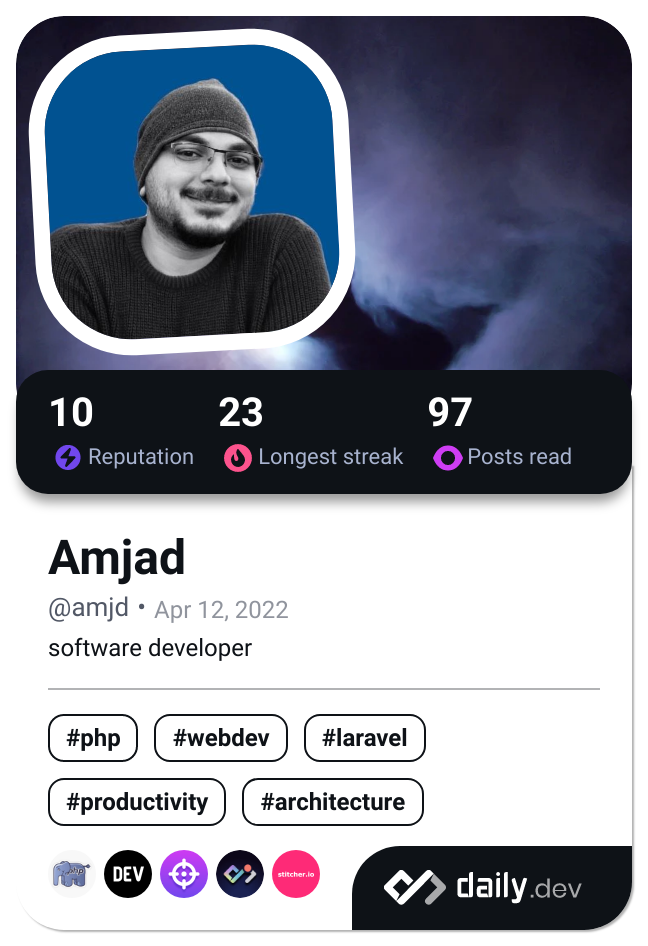 10 23 97
Reputation Longest streak Posts read
Amjad
@amjd • Apr 12, 2022
software developer
#php #webdev #laravel
#productivity #architecture
php DEV stitcher.io
daily.dev